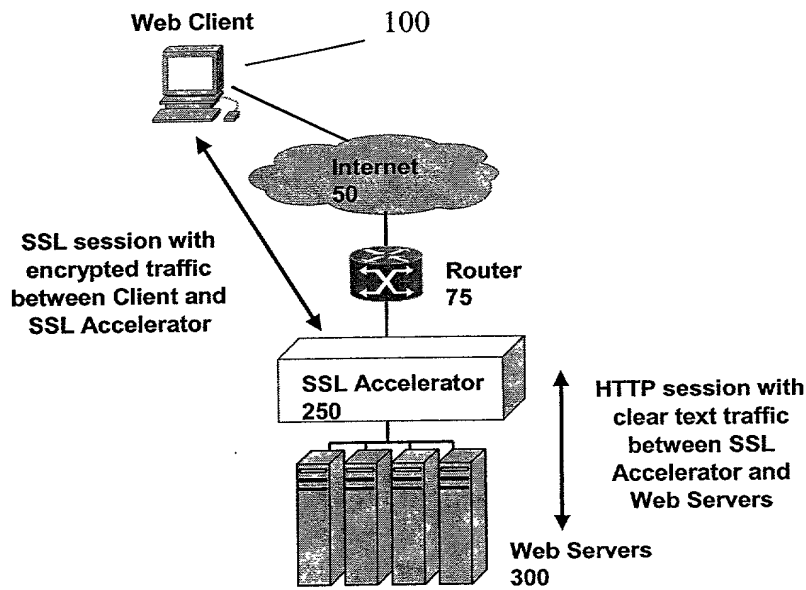 Web Client
100
Internet
50
SSL session with
encrypted traffic
between Client and
SSL Accelerator
Router
75
SSL Accelerator
250
HTTP session with
clear text traffic
between SSL
Accelerator and
Web Servers
Web Servers
300